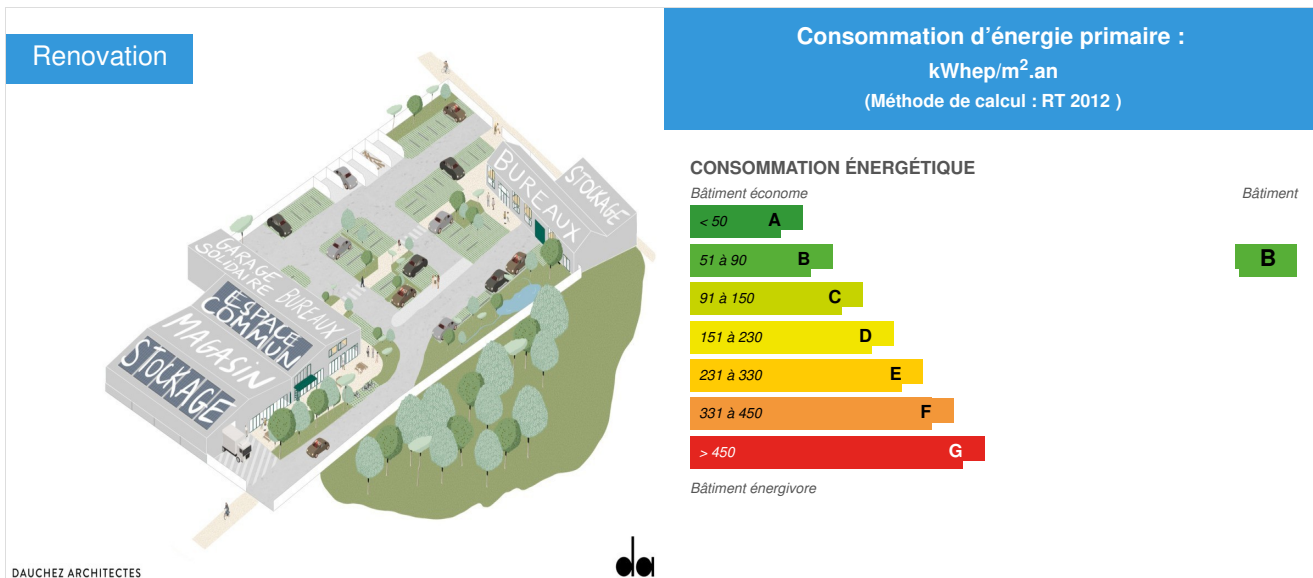 Renovation
BUREAUX
STOCKAGE
GARAGE
SOLIDAIRE
BUREAUX
ESPACE
COMMUN
MAGASIN
STOCKAGE
DAUCHEZ ARCHITECTES
da
Consommation d'énergie primaire :
kWhep/m².an
(Méthode de calcul : RT 2012 )
CONSOMMATION ÉNERGÉTIQUE
Bâtiment économe
Bâtiment
< 50 A
51 à 90 B
B
91 à 150 C
151 à 230 D
231 à 330 E
331 à 450 F
> 450 G
Bâtiment énergivore